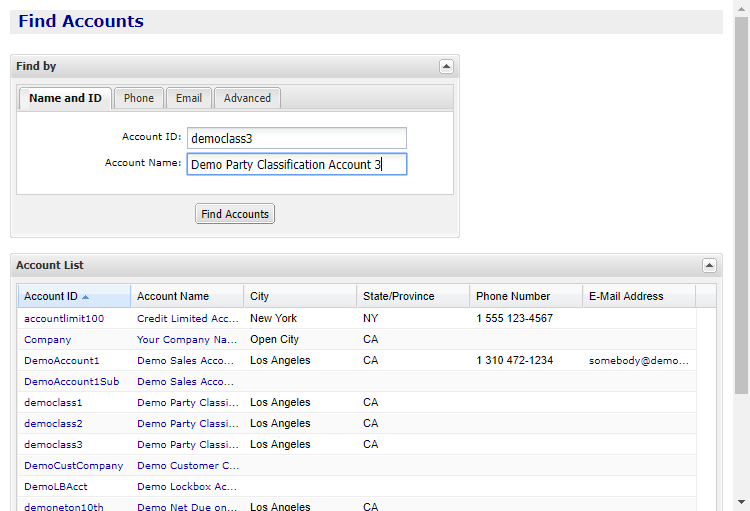 Find Accounts
Find by
Name and ID Phone Email Advanced
Account ID: democlass3
Account Name: Demo Party Classification Account 3
Find Accounts
Account List
Account ID Account Name City State/Province Phone Number E-Mail Address
accountlimit100 Credit Limited Acc... New York NY 1 555 123-4567
Company Your Company Na... Open City CA
DemoAccount1 Demo Sales Acco... Los Angeles CA 1 310 472-1234 somebody@demo...
DemoAccount1Sub Demo Sales Acco...
democlass1 Demo Party Classi... Los Angeles CA
democlass2 Demo Party Classi... Los Angeles CA
democlass3 Demo Party Classi... Los Angeles CA
DemoCustCompany Demo Customer C...
DemoLBAcct Demo Lockbox Ac...
demoneton10th Demo Net Due on... Los Angeles CA